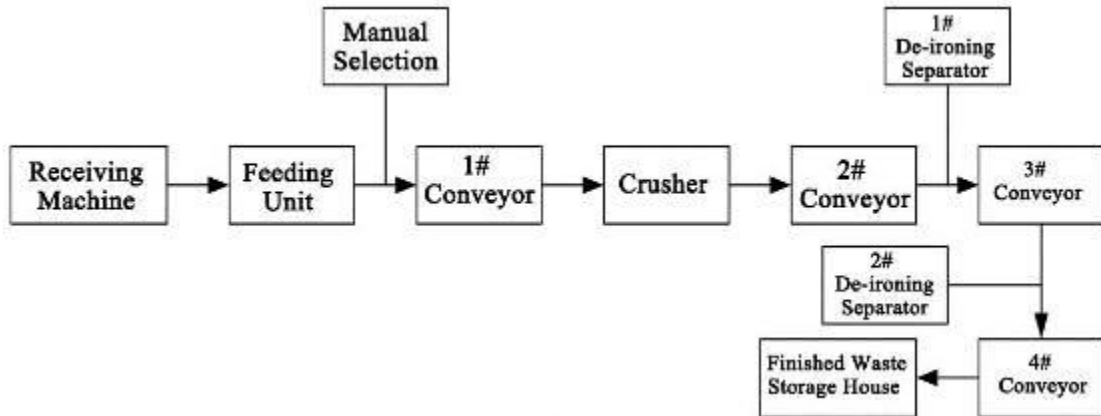 Manual
Selection
1#
De-ironing
Separator
Receiving
Machine
Feeding
Unit
1#
Conveyor
Crusher
2#
Conveyor
3#
Conveyor
2#
De-ironing
Separator
Finished Waste
Storage House
4#
Conveyor